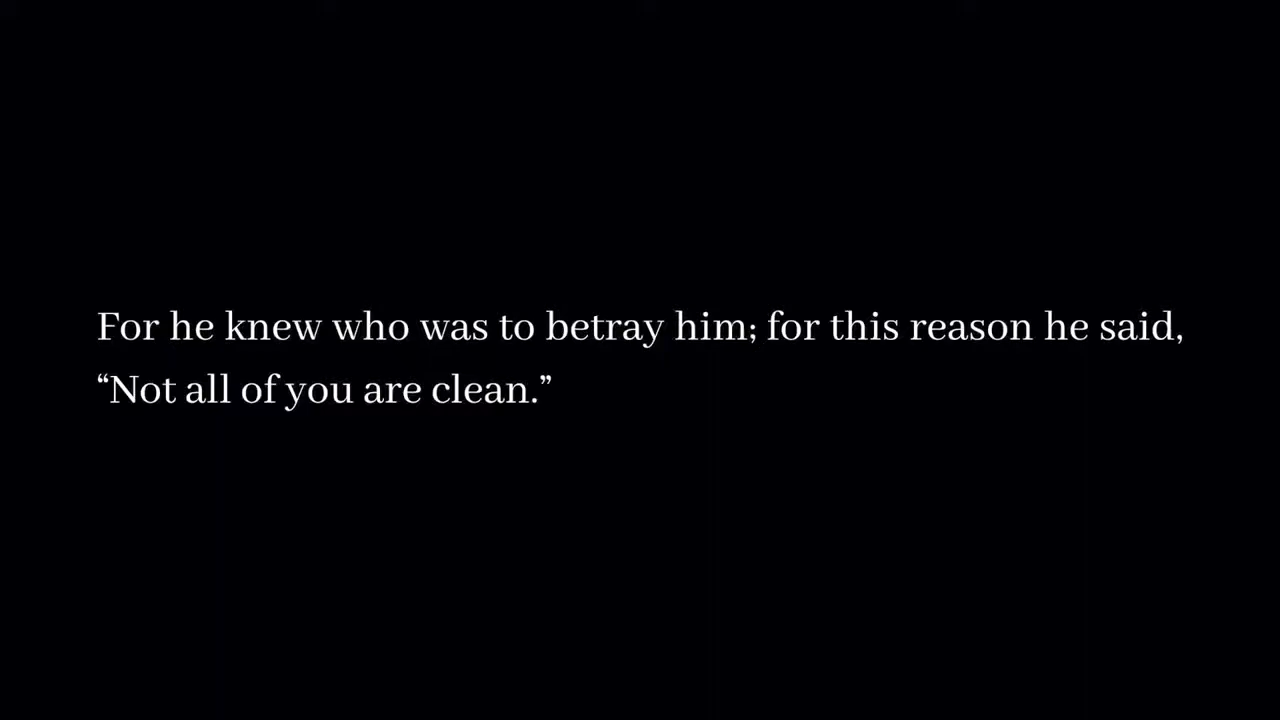 For he knew who was to betray him; for this reason he said,
“Not all of you are clean.”